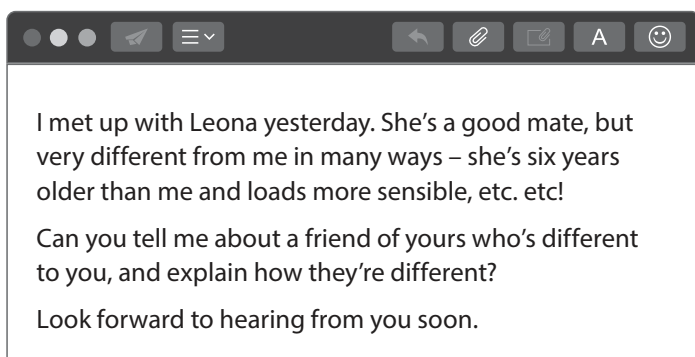 A
I met up with Leona yesterday. She’s a good mate, but
very different from me in many ways – she’s six years
older than me and loads more sensible, etc. etc!
Can you tell me about a friend of yours who’s different
to you, and explain how they’re different?
Look forward to hearing from you soon.